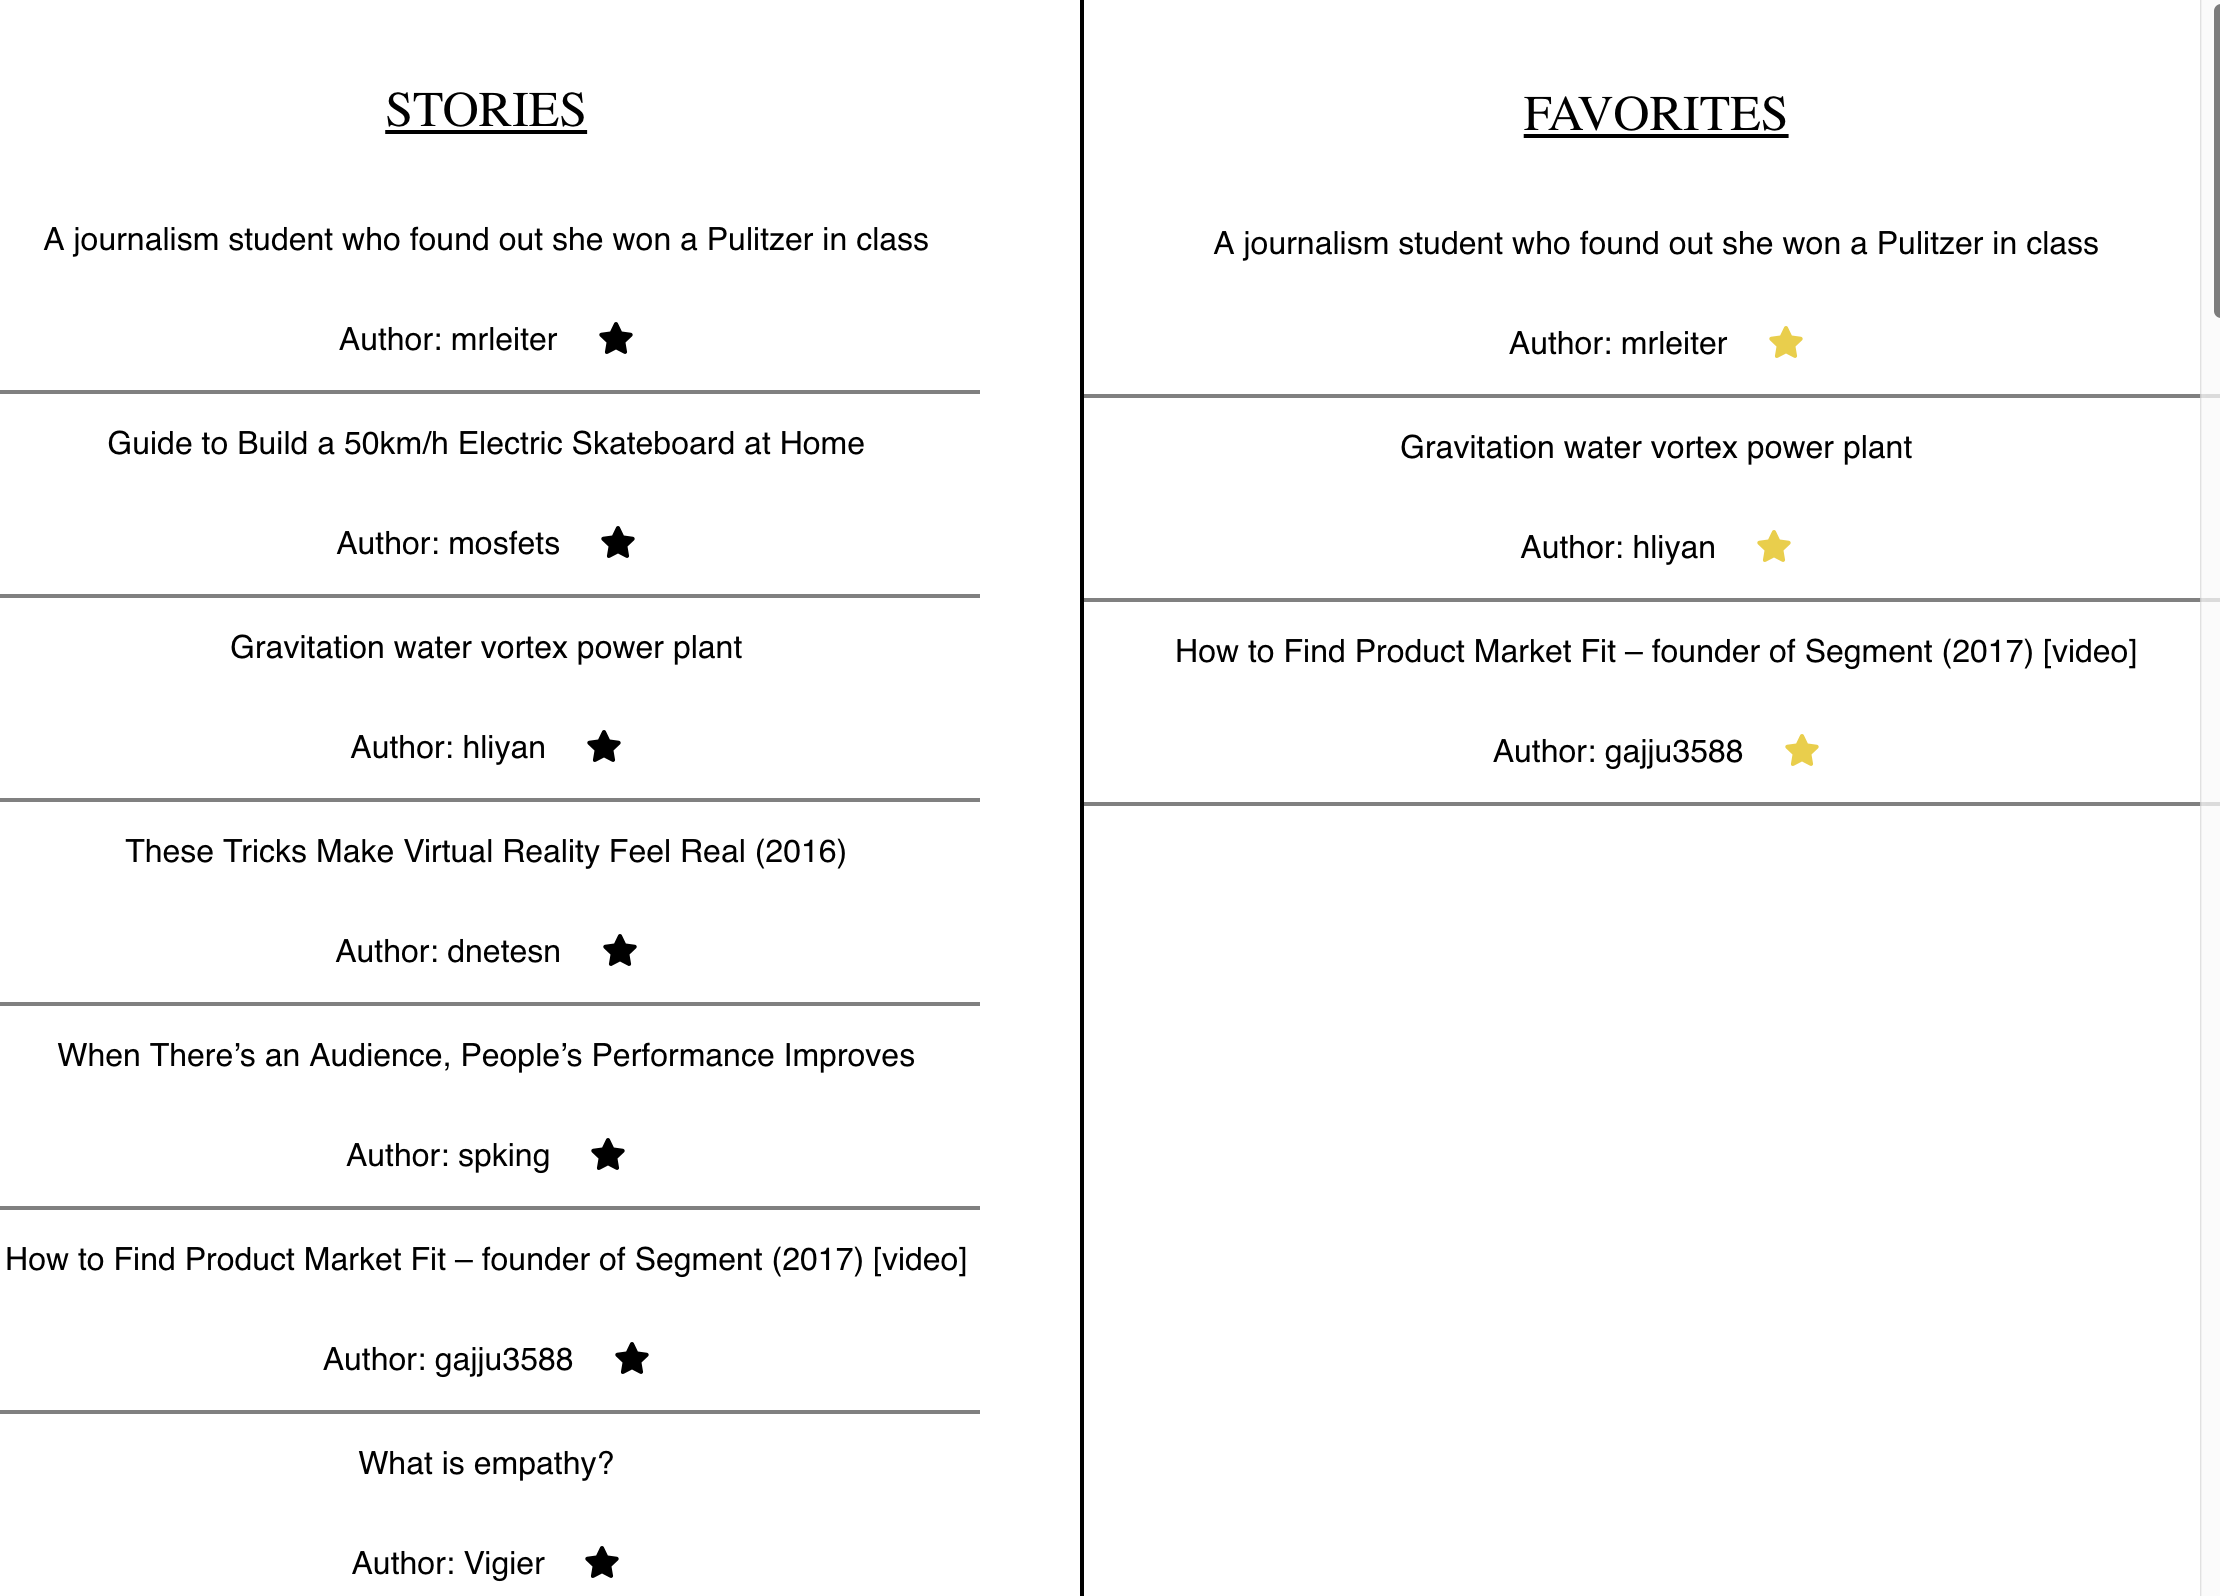 STORIES
A journalism student who found out she won a Pulitzer in class
Author: mrleiter
Guide to Build a 50km/h Electric Skateboard at Home
Author: mosfets
Gravitation water vortex power plant
Author: hliyan
These Tricks Make Virtual Reality Feel Real (2016)
Author: dnetesn
When There’s an Audience, People’s Performance Improves
Author: spking
How to Find Product Market Fit – founder of Segment (2017) [video]
Author: gajju3588
What is empathy?
Author: Vigier
FAVORITES
A journalism student who found out she won a Pulitzer in class
Author: mrleiter
Gravitation water vortex power plant
Author: hliyan
How to Find Product Market Fit – founder of Segment (2017) [video]
Author: gajju3588